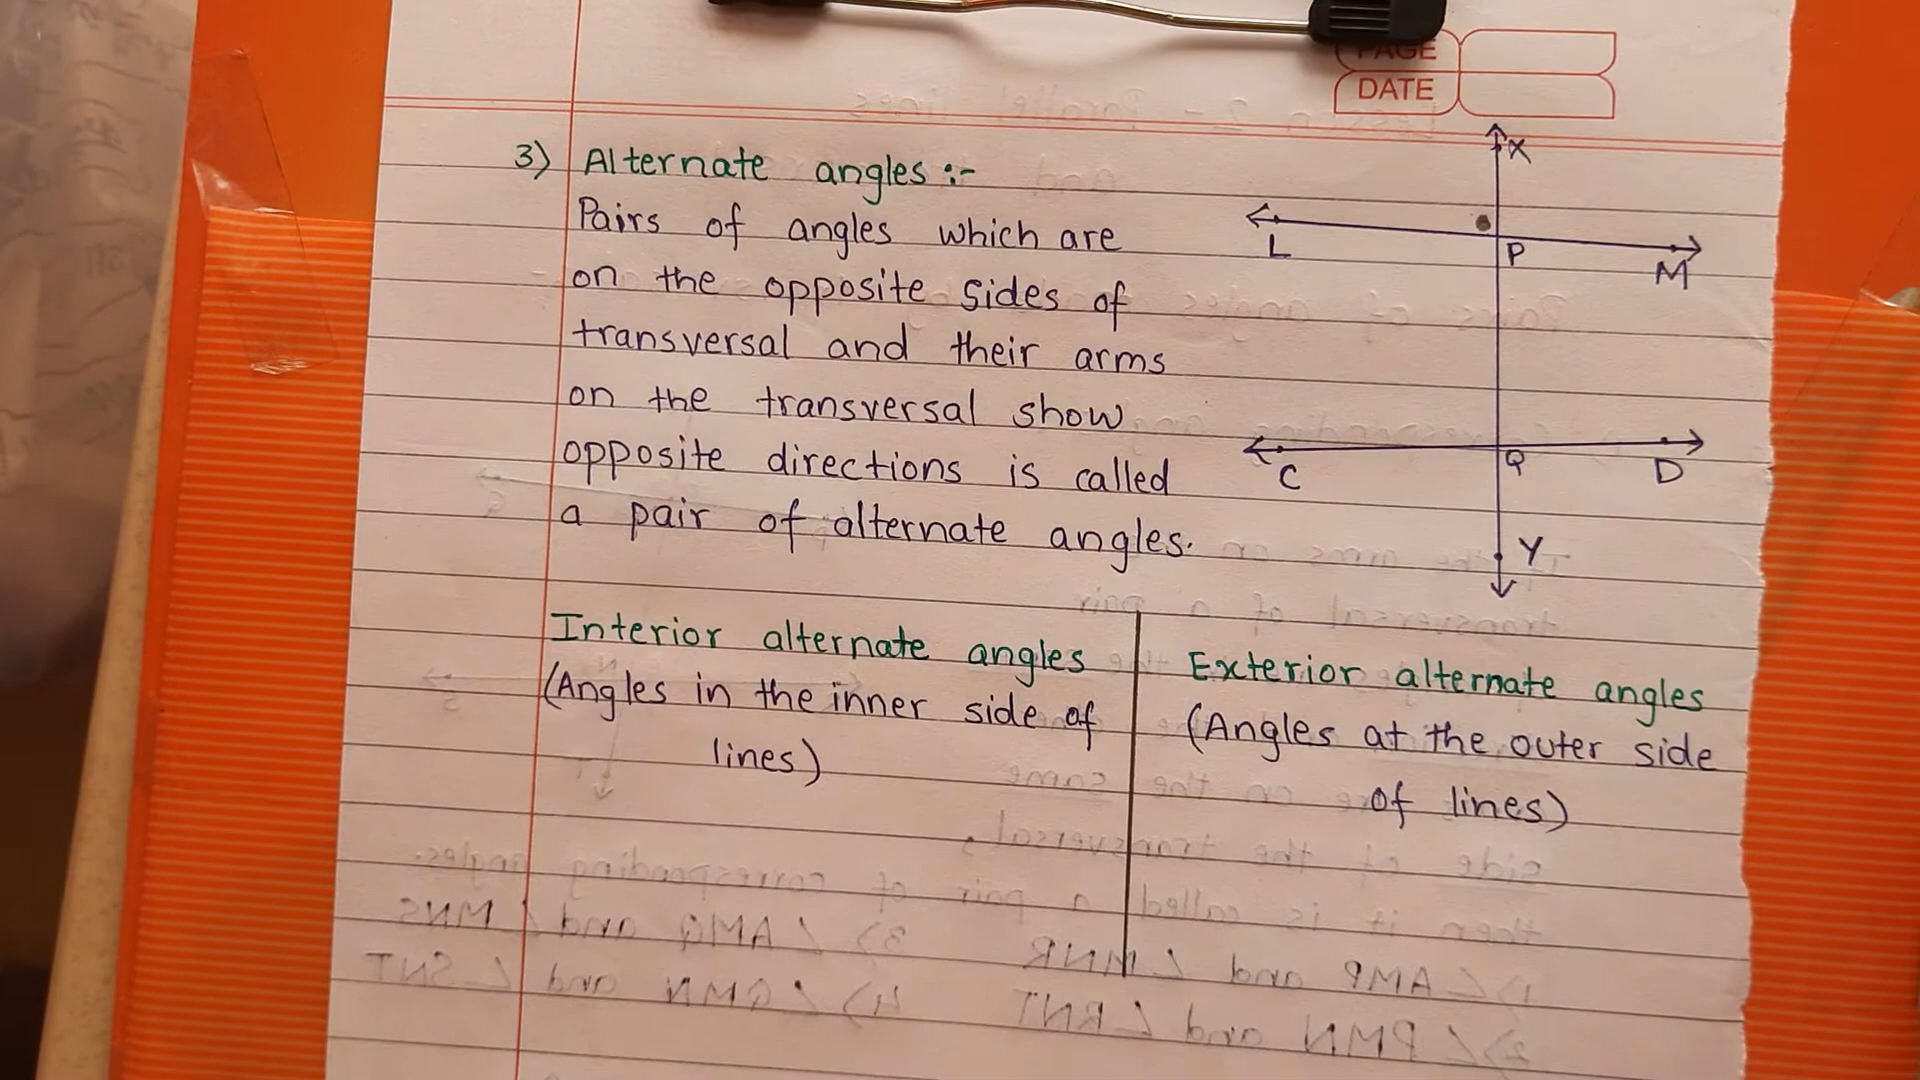 PAGE
DATE
3) Alternate angles :-
Pairs of angles which are
on the opposite sides of
transversal and their arms
on the transversal show
opposite directions is called
a pair of alternate angles.
X
L
P
M
C
Q
D
Y
Interior alternate angles
(Angles in the inner side of
lines)
Exterior alternate angles
(Angles at the outer side
of lines)